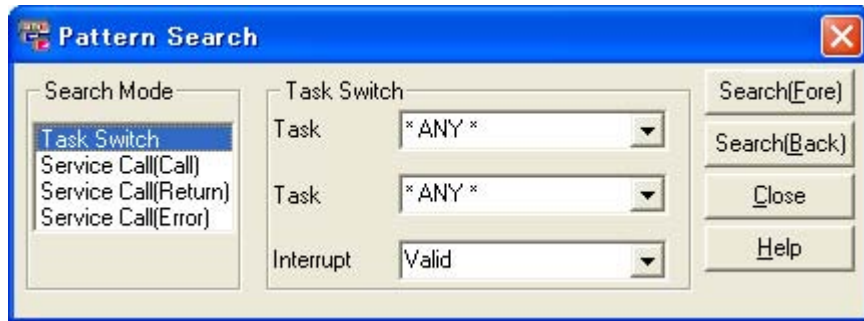 Pattern Search
Search Mode
Task Switch
Service Call(Call)
Service Call(Return)
Service Call(Error)
Task Switch
Task
* ANY *
Task
* ANY *
Interrupt
Valid
Search(Fore)
Search(Back)
Close
Help